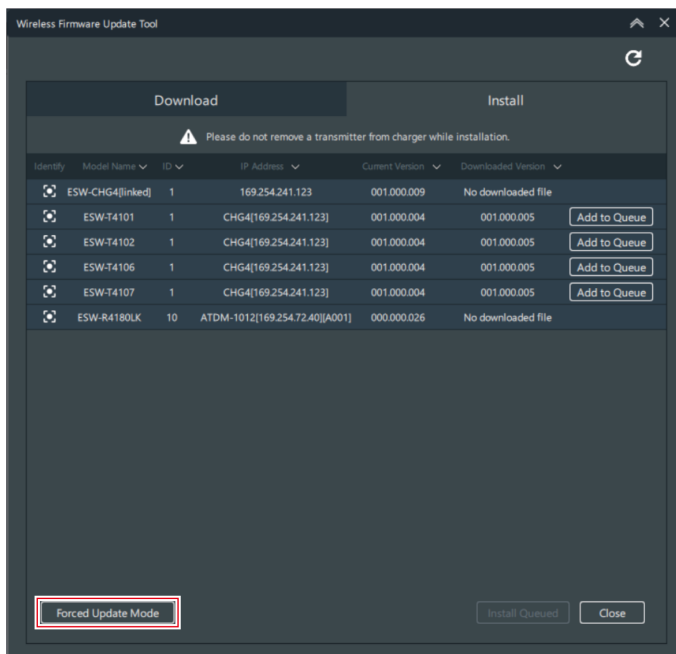 Wireless Firmware Update Tool
Download Install
Please do not remove a transmitter from charger while installation.
Identify Model Name ID IP Address Current Version Downloaded Version
ESW-CHG4[linked] 1 169.254.241.123 001.000.009 No downloaded file
ESW-T4101 1 CHG4[169.254.241.123] 001.000.004 001.000.005 Add to Queue
ESW-T4102 1 CHG4[169.254.241.123] 001.000.004 001.000.005 Add to Queue
ESW-T4106 1 CHG4[169.254.241.123] 001.000.004 001.000.005 Add to Queue
ESW-T4107 1 CHG4[169.254.241.123] 001.000.004 001.000.005 Add to Queue
ESW-R4180LK 10 ATDM-1012[169.254.72.40][A001] 000.000.026 No downloaded file
Forced Update Mode Install Queued Close